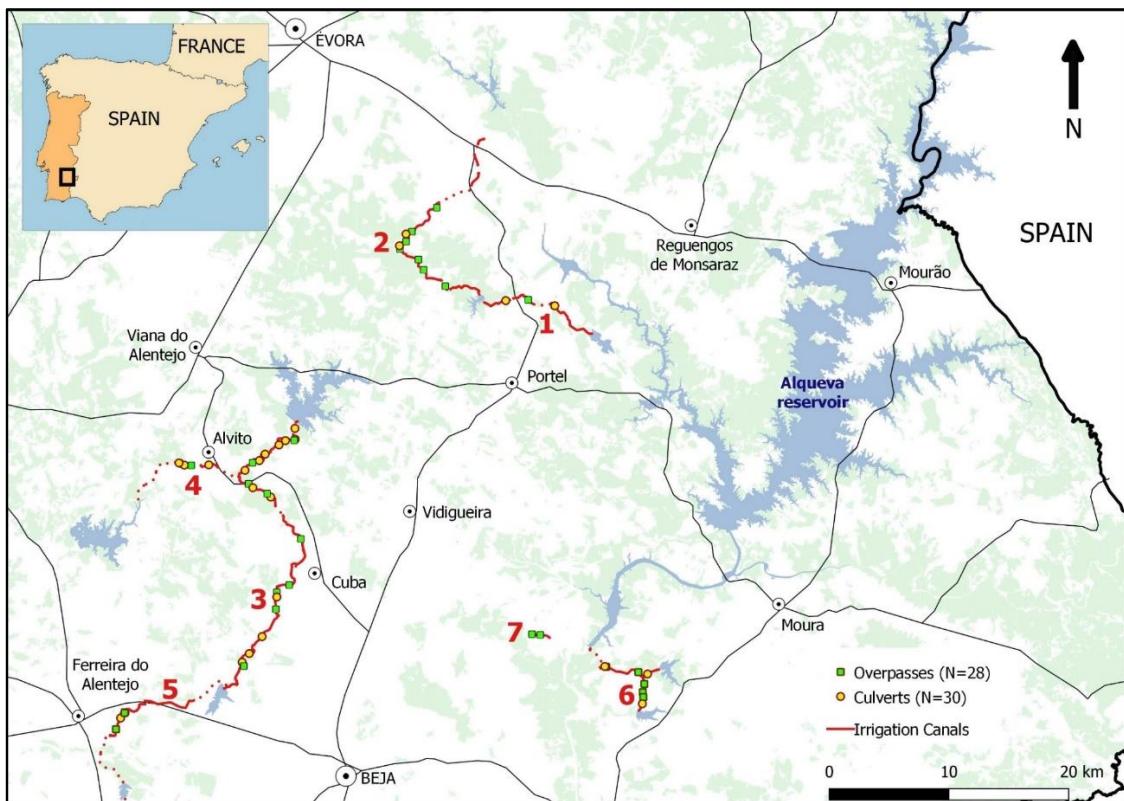 FRANCE
SPAIN
ÉVORA
N
SPAIN
2
Reguengos
de Monsaraz
Mourão
1
Viana do
Alentejo
Portel
Alqueva
reservoir
Alvito
4
Vidigueira
3
Cuba
7
Moura
Ferreira do
Alentejo
5
6
Overpasses (N=28)
Culverts (N=30)
Irrigation Canals
BEJA
0 10 20 km